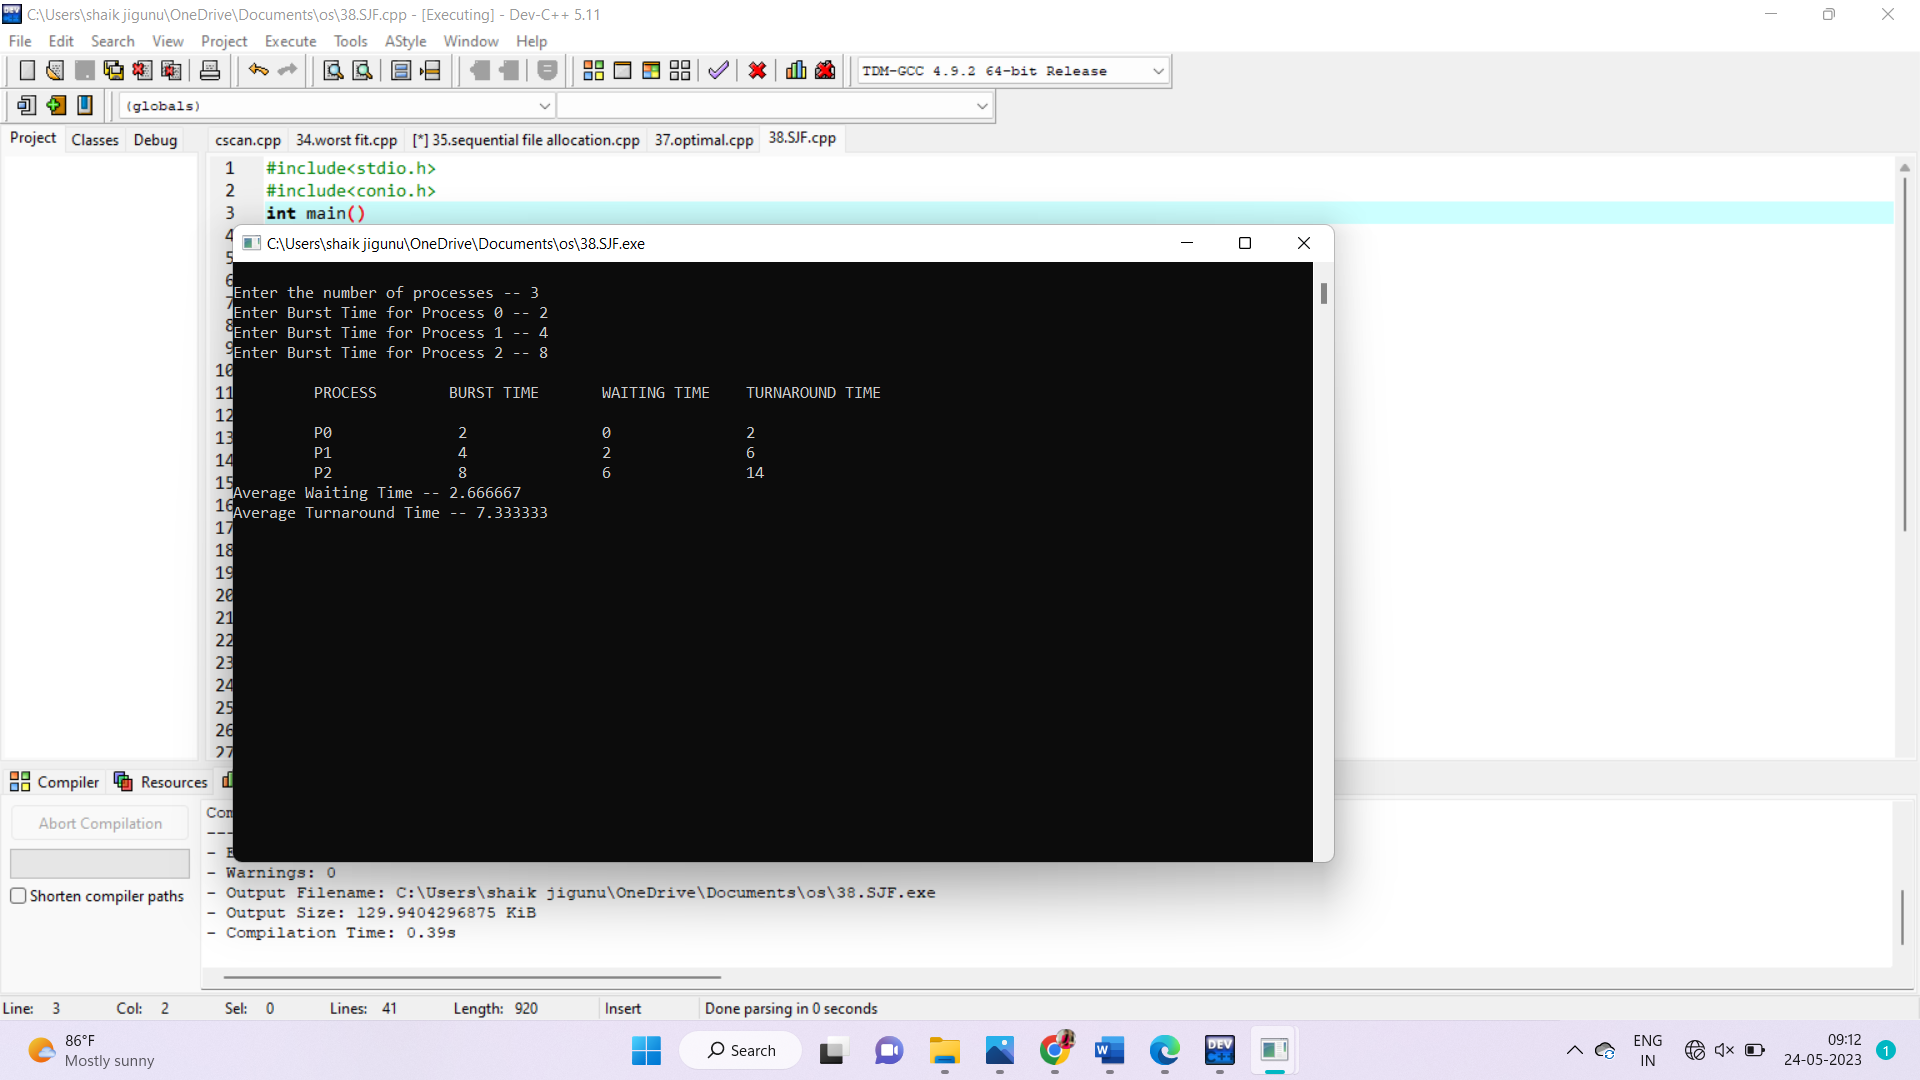 C:\Users\shaik jigunu\OneDrive\Documents\os\38.SJF.cpp - [Executing] - Dev-C++ 5.11
File Edit Search View Project Execute Tools AStyle Window Help
TDM-GCC 4.9.2 64-bit Release
(globals)
Project Classes Debug
cscan.cpp 34.worst fit.cpp [*] 35.sequential file allocation.cpp 37.optimal.cpp 38.SJF.cpp
1 #include<stdio.h>
2 #include<conio.h>
3 int main()
4
5
6
7
8
9
10
11
12
13
14
15
16
17
18
19
20
21
22
23
24
25
26
27
C:\Users\shaik jigunu\OneDrive\Documents\os\38.SJF.exe
Enter the number of processes -- 3
Enter Burst Time for Process 0 -- 2
Enter Burst Time for Process 1 -- 4
Enter Burst Time for Process 2 -- 8
PROCESS BURST TIME WAITING TIME TURNAROUND TIME
P0 2 0 2
P1 4 2 6
P2 8 6 14
Average Waiting Time -- 2.666667
Average Turnaround Time -- 7.333333
Compiler Resources
Abort Compilation
Shorten compiler paths
Com
---
- E
- Warnings: 0
- Output Filename: C:\Users\shaik jigunu\OneDrive\Documents\os\38.SJF.exe
- Output Size: 129.9404296875 KiB
- Compilation Time: 0.39s
Line: 3 Col: 2 Sel: 0 Lines: 41 Length: 920 Insert Done parsing in 0 seconds
86°F
Mostly sunny
Search
DEV
C++
ENG
IN
09:12
24-05-2023
1